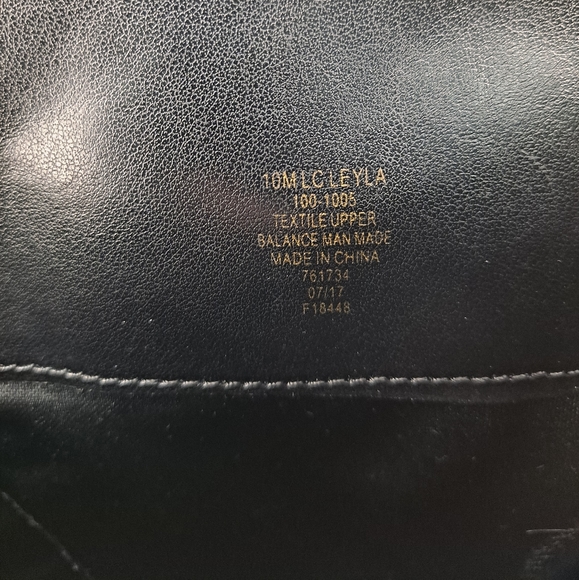 10M LC LEYLA
100-1005
TEXTILE UPPER
BALANCE MAN MADE
MADE IN CHINA
761734
07/17
F18448